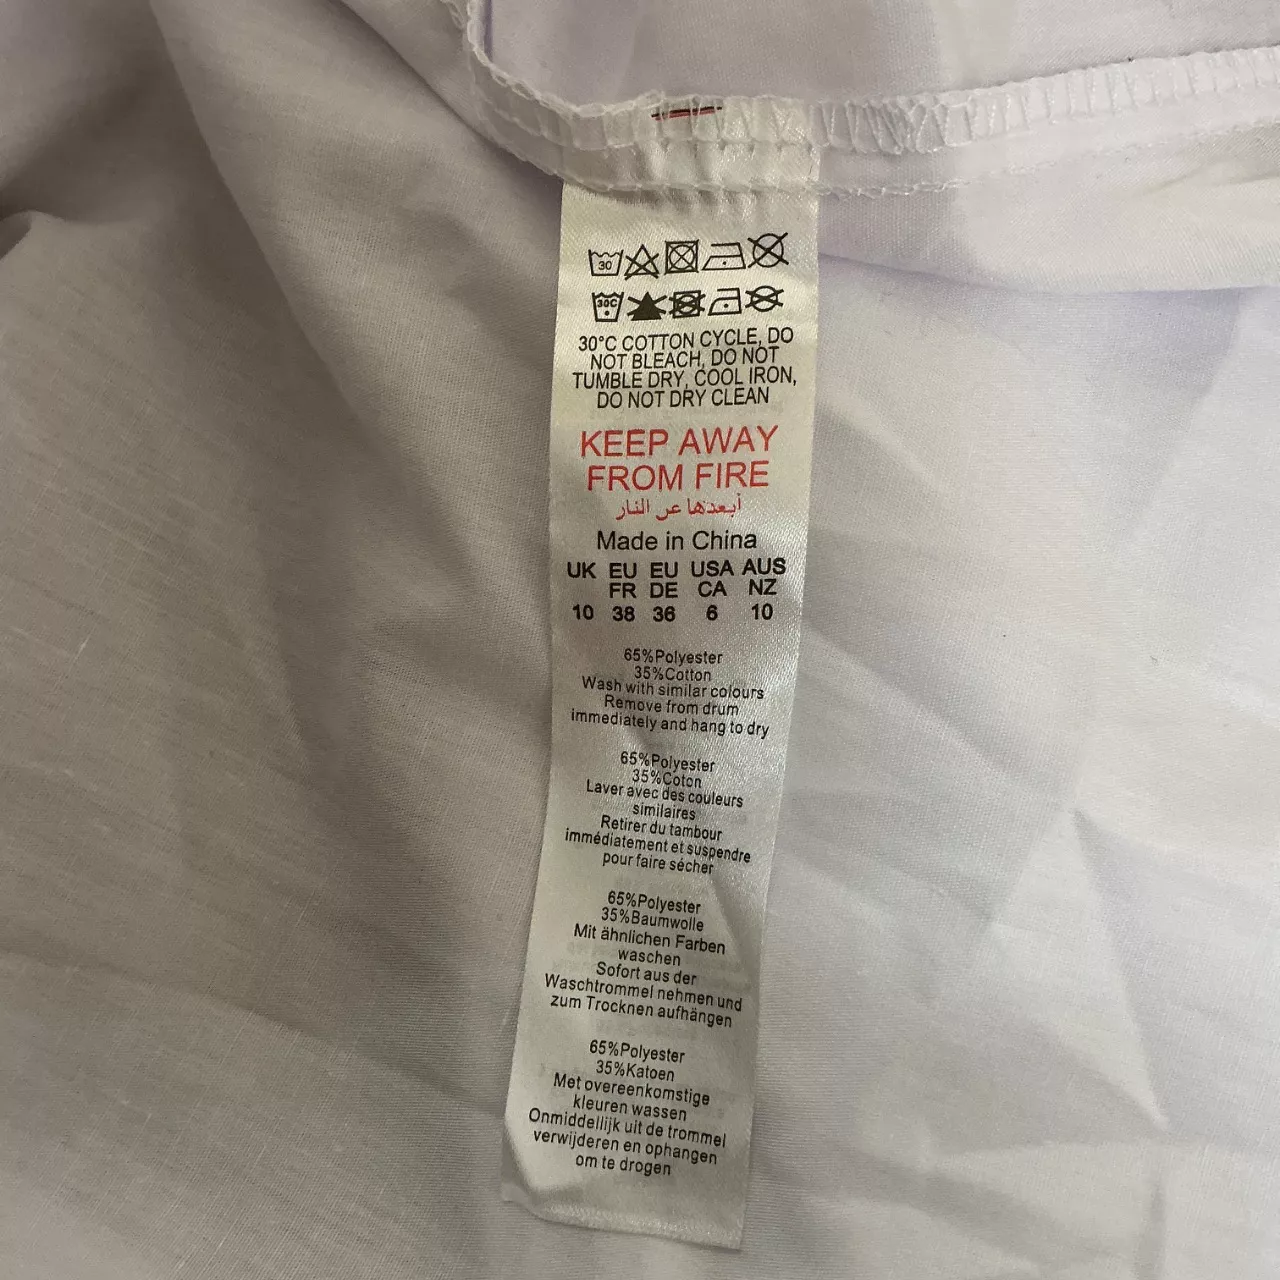 30
30C
30°C COTTON CYCLE, DO
NOT BLEACH, DO NOT
TUMBLE DRY, COOL IRON,
DO NOT DRY CLEAN
KEEP AWAY
FROM FIRE
أبعدها عن النار
Made in China
UK EU EU USA AUS
FR DE CA NZ
10 38 36 6 10
65%Polyester
35%Cotton
Wash with similar colours
Remove from drum
immediately and hang to dry
65%Polyester
35%Coton
Laver avec des couleurs
similaires
Retirer du tambour
immédiatement et suspendre
pour faire sécher
65%Polyester
35%Baumwolle
Mit ähnlichen Farben
waschen
Sofort aus der
Waschtrommel nehmen und
zum Trocknen aufhängen
65%Polyester
35%Katoen
Met overeenkomstige
kleuren wassen
Onmiddellijk uit de trommel
verwijderen en ophangen
om te drogen